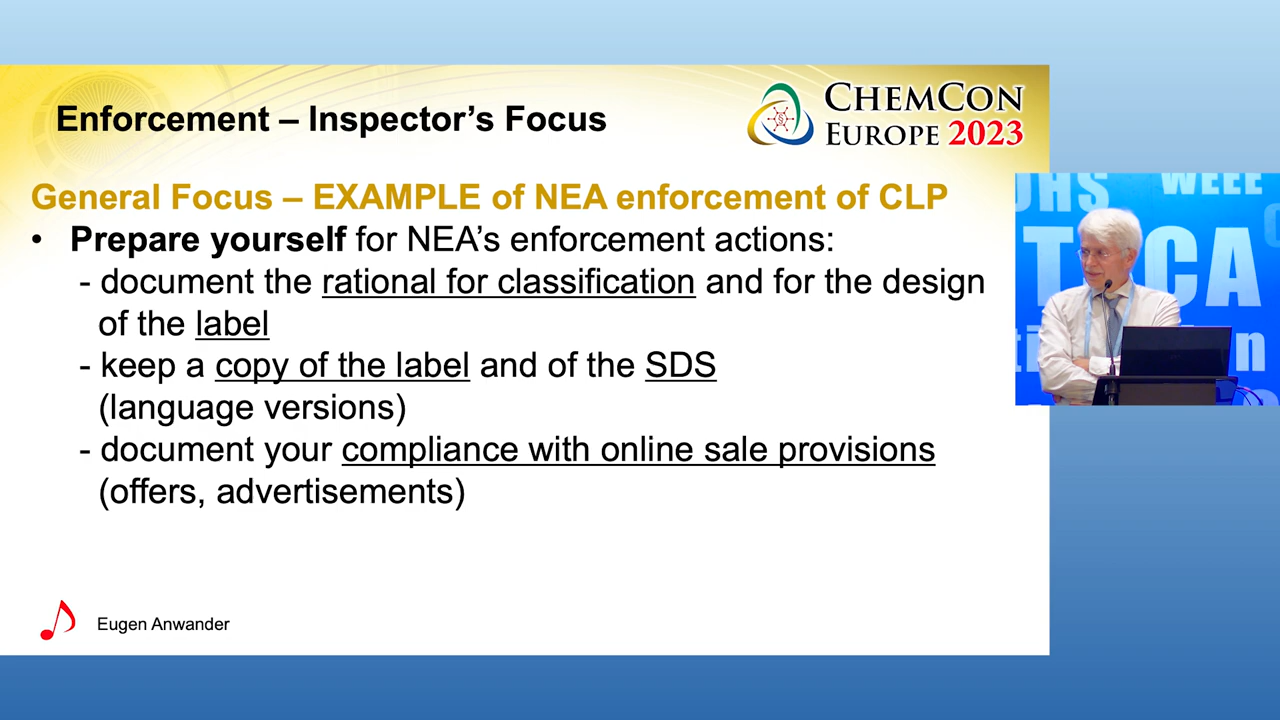 Enforcement – Inspector's Focus
CHEMCON
EUROPE 2023
General Focus – EXAMPLE of NEA enforcement of CLP
• Prepare yourself for NEA's enforcement actions:
- document the rational for classification and for the design
of the label
- keep a copy of the label and of the SDS
(language versions)
- document your compliance with online sale provisions
(offers, advertisements)
Eugen Anwander
WEEE